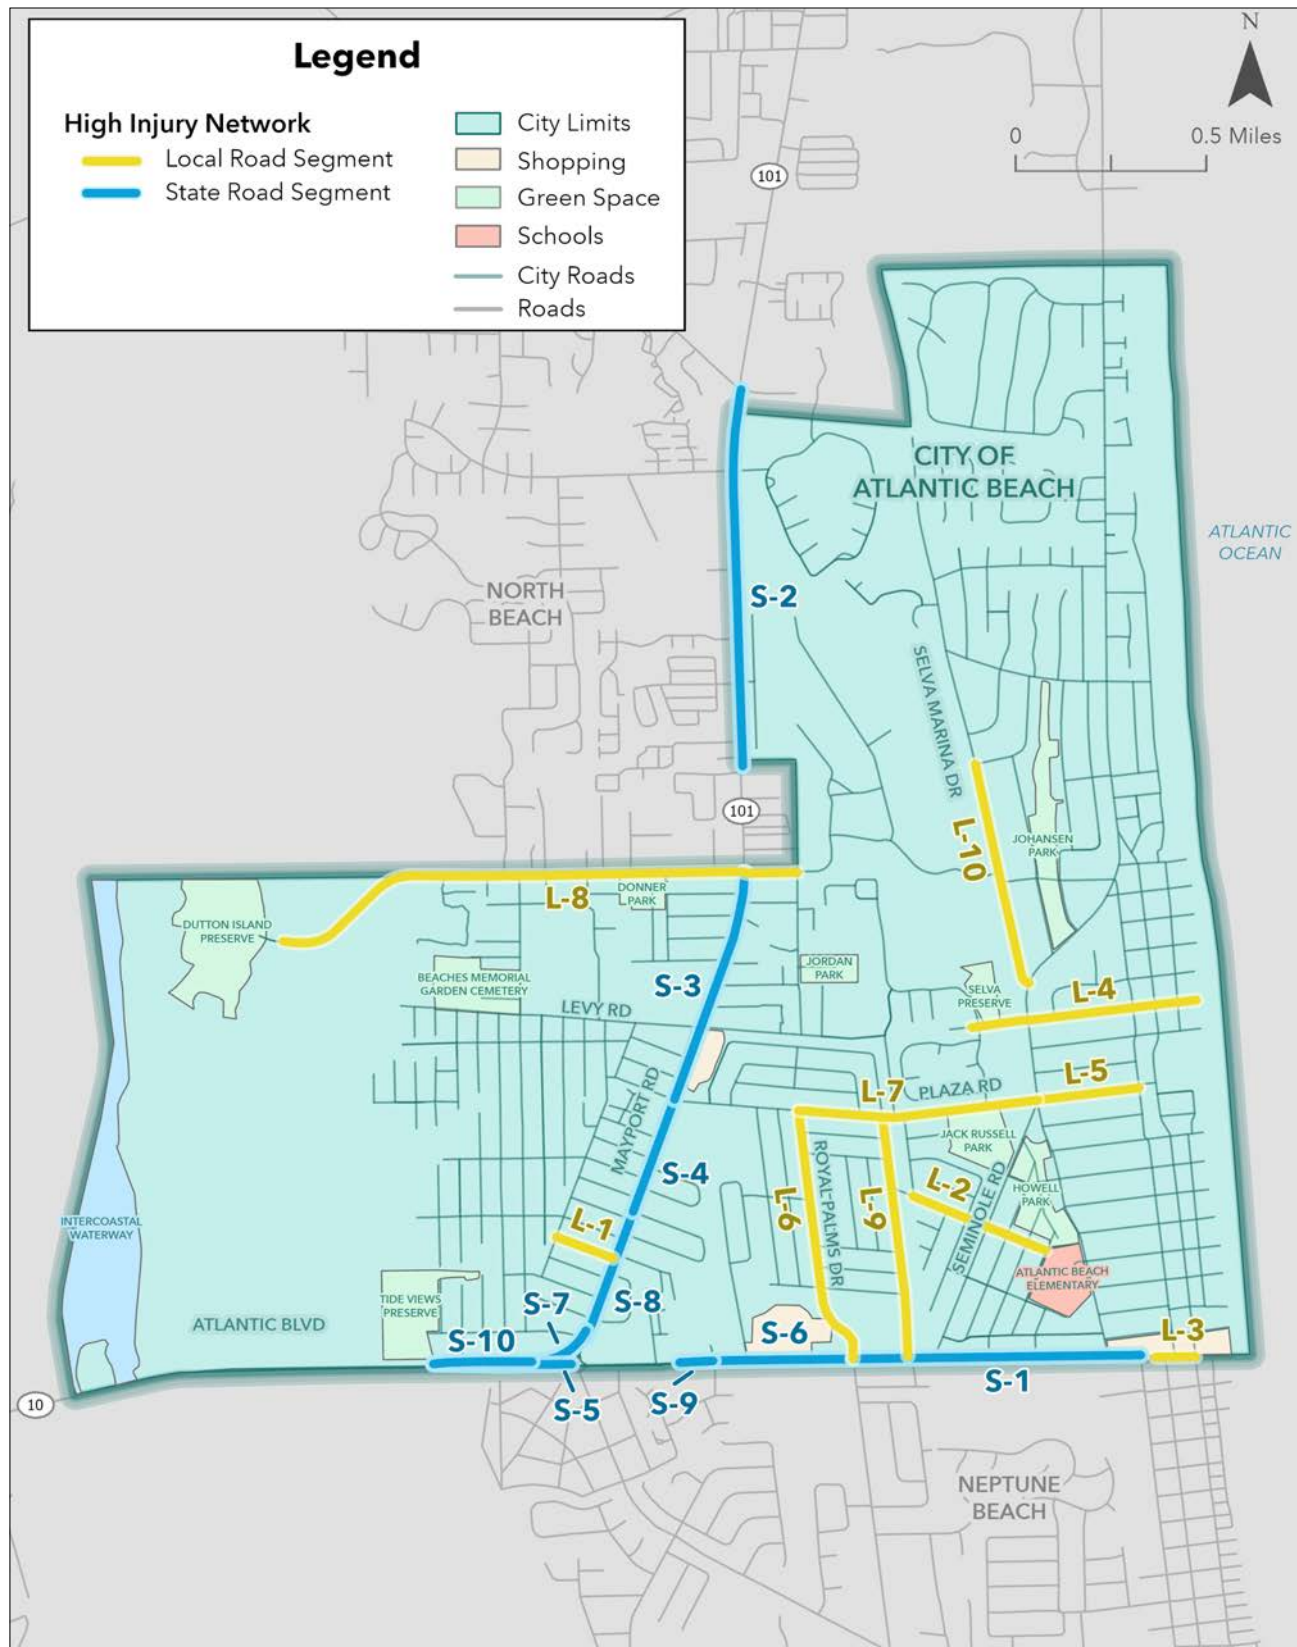 Legend
High Injury Network
Local Road Segment
State Road Segment
City Limits
Shopping
Green Space
Schools
City Roads
Roads
N
0 0.5 Miles
101
CITY OF
ATLANTIC BEACH
ATLANTIC
OCEAN
NORTH
BEACH
S-2
SELVA MARINA DR
101
L-10
JOHANSEN
PARK
L-8
DONNER
PARK
DUTTON ISLAND
PRESERVE
BEACHES MEMORIAL
GARDEN CEMETERY
JORDAN
PARK
S-3
SELVA
PRESERVE
L-4
LEVY RD
MAYPORT RD
L-7
PLAZA RD
L-5
JACK RUSSELL
PARK
S-4
L-6
ROYAL PALMS DR
L-9
L-2
SEMINOLE RD
HOWELL
PARK
INTERCOASTAL
WATERWAY
L-1
ATLANTIC BEACH
ELEMENTARY
TIDE VIEWS
PRESERVE
S-7
S-8
ATLANTIC BLVD
S-10
S-6
L-3
S-5
S-9
S-1
10
NEPTUNE
BEACH